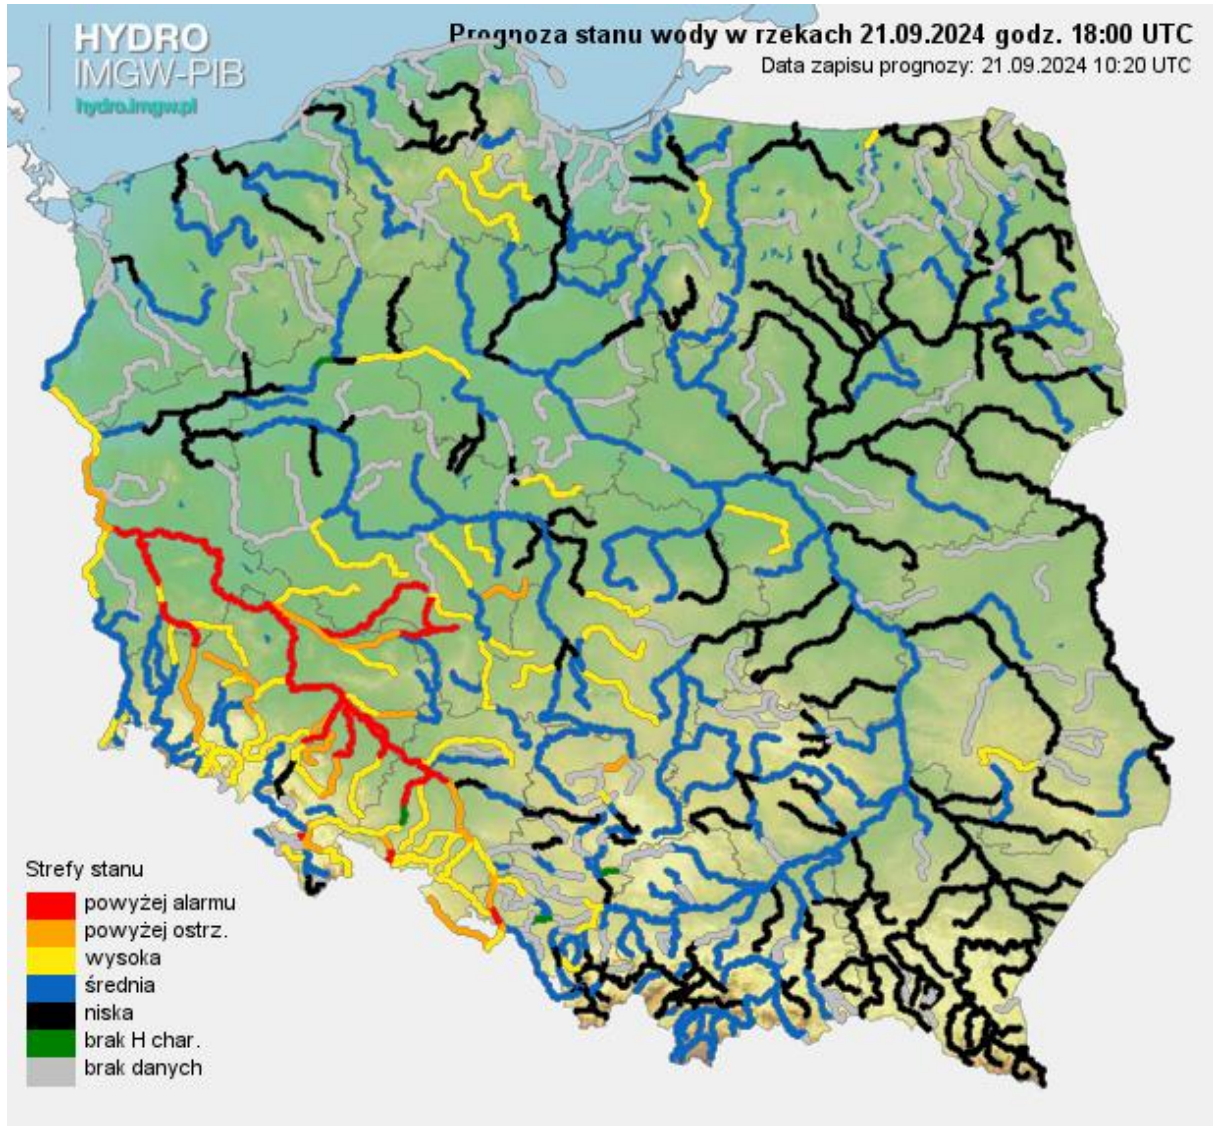 HYDRO
IMGW-PIB
hydro.imgw.pl
Prognoza stanu wody w rzekach 21.09.2024 godz. 18:00 UTC
Data zapisu prognozy: 21.09.2024 10:20 UTC
Strefy stanu
powyżej alarmu
powyżej ostrz.
wysoka
średnia
niska
brak H char.
brak danych